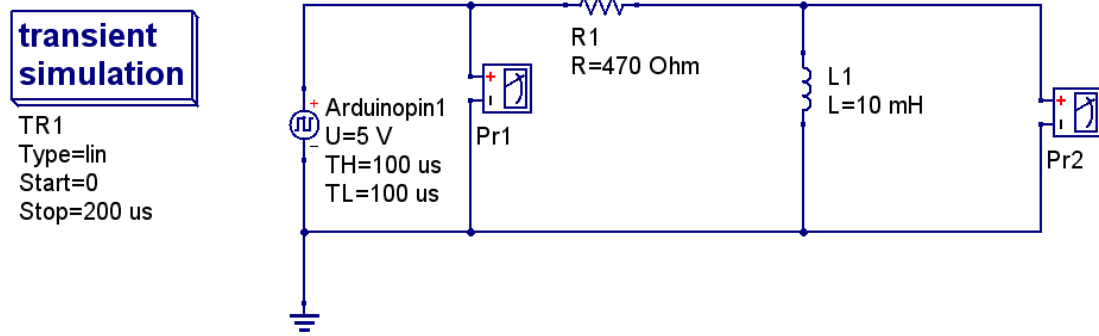 transient
simulation
TR1
Type=lin
Start=0
Stop=200 us
Arduinopin1
U=5 V
TH=100 us
TL=100 us
Pr1
R1
R=470 Ohm
L1
L=10 mH
Pr2